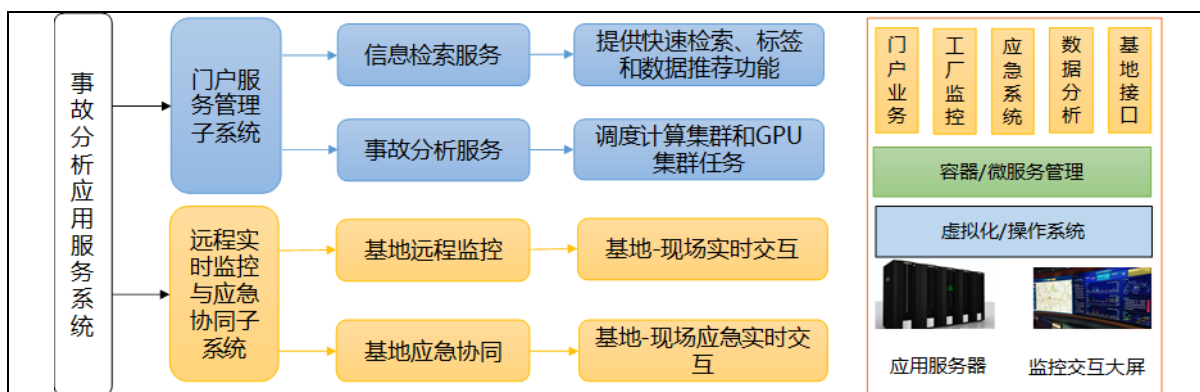 事故分析应用服务系统
门户服
务管理
子系统
信息检索服务
提供快速检索、标签
和数据推荐功能
事故分析服务
调度计算集群和GPU
集群任务
远程实
时监控
与应急
协同子
系统
基地远程监控
基地-现场实时交互
基地应急协同
基地-现场应急实时交
互
门户业务
工厂监控
应急系统
数据分析
基地接口
容器/微服务管理
虚拟化/操作系统
应用服务器
监控交互大屏